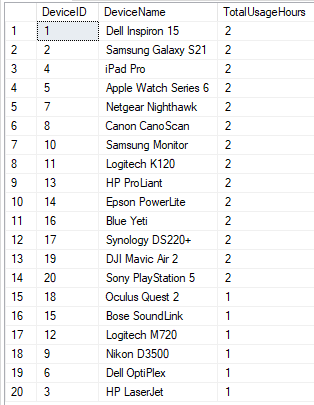 DeviceID DeviceName TotalUsageHours
1 1 Dell Inspiron 15 2
2 2 Samsung Galaxy S21 2
3 4 iPad Pro 2
4 5 Apple Watch Series 6 2
5 7 Netgear Nighthawk 2
6 8 Canon CanoScan 2
7 10 Samsung Monitor 2
8 11 Logitech K120 2
9 13 HP ProLiant 2
10 14 Epson PowerLite 2
11 16 Blue Yeti 2
12 17 Synology DS220+ 2
13 19 DJI Mavic Air 2 2
14 20 Sony PlayStation 5 2
15 18 Oculus Quest 2 1
16 15 Bose SoundLink 1
17 12 Logitech M720 1
18 9 Nikon D3500 1
19 6 Dell OptiPlex 1
20 3 HP LaserJet 1